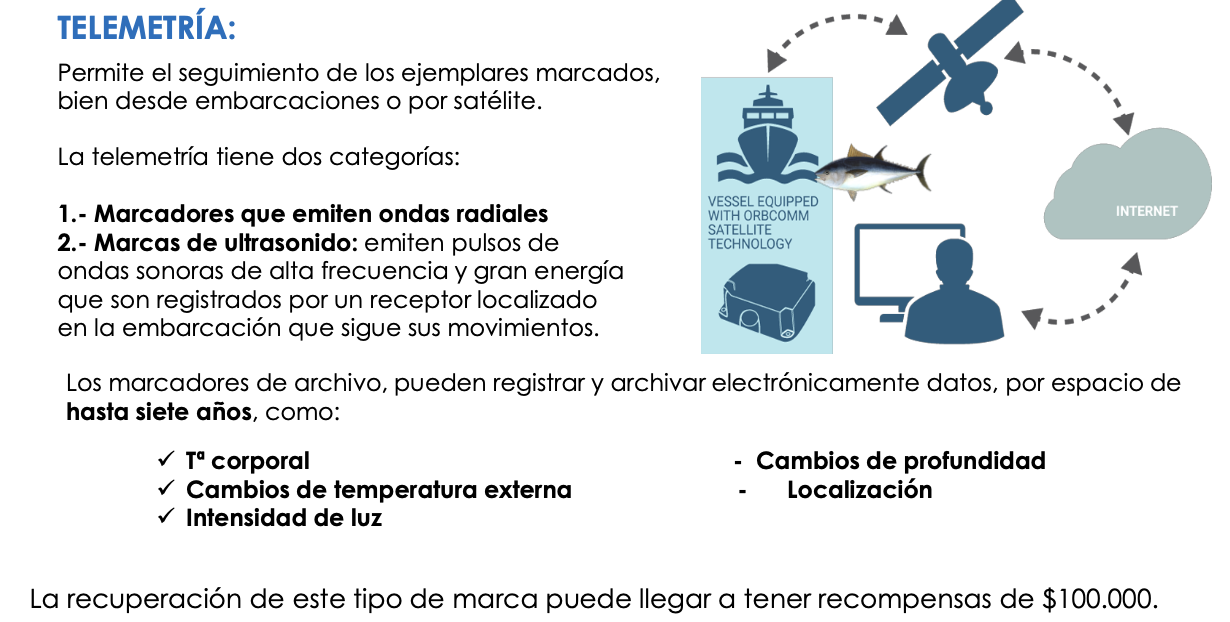 TELEMETRÍA:
Permite el seguimiento de los ejemplares marcados,
bien desde embarcaciones o por satélite.
La telemetría tiene dos categorías:
1.- Marcadores que emiten ondas radiales
2.- Marcas de ultrasonido: emiten pulsos de
ondas sonoras de alta frecuencia y gran energía
que son registrados por un receptor localizado
en la embarcación que sigue sus movimientos.
VESSEL EQUIPPED
WITH ORBCOMM
SATELLITE
TECHNOLOGY
INTERNET
Los marcadores de archivo, pueden registrar y archivar electrónicamente datos, por espacio de
hasta siete años, como:
✓ Tª corporal
✓ Cambios de temperatura externa
✓ Intensidad de luz
- Cambios de profundidad
- Localización
La recuperación de este tipo de marca puede llegar a tener recompensas de $100.000.